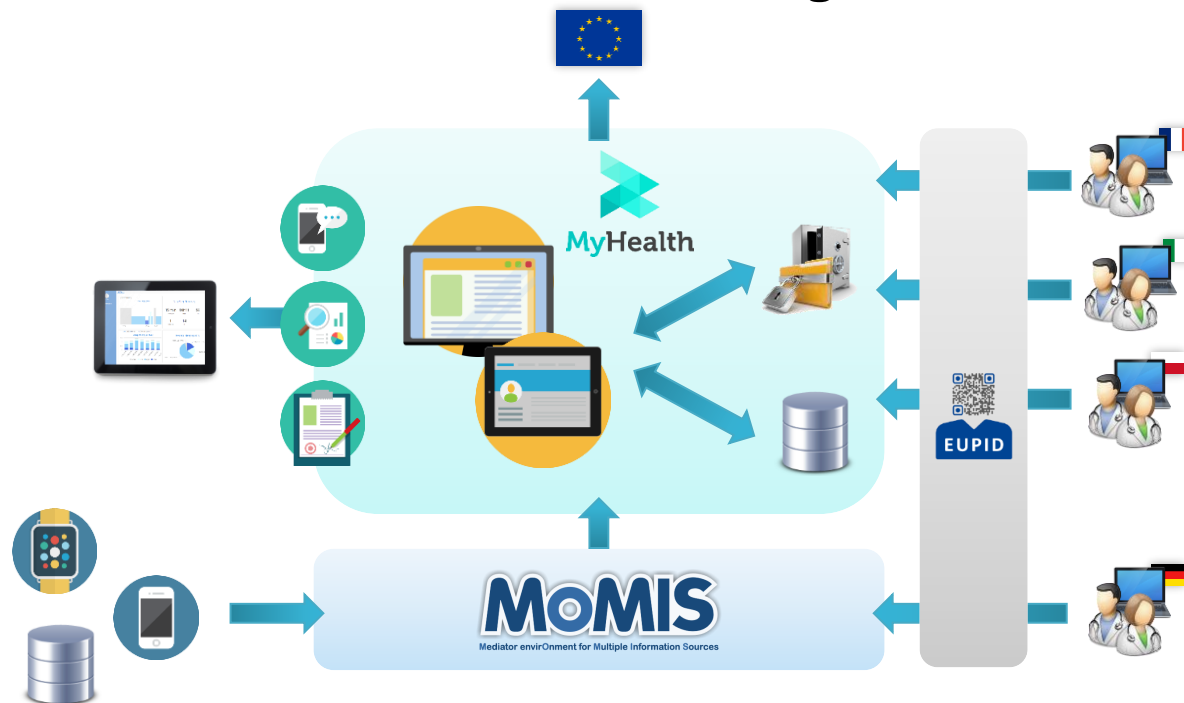 MyHealth
EUPID
MoMIS
Mediator envirOnment for Multiple Information Sources